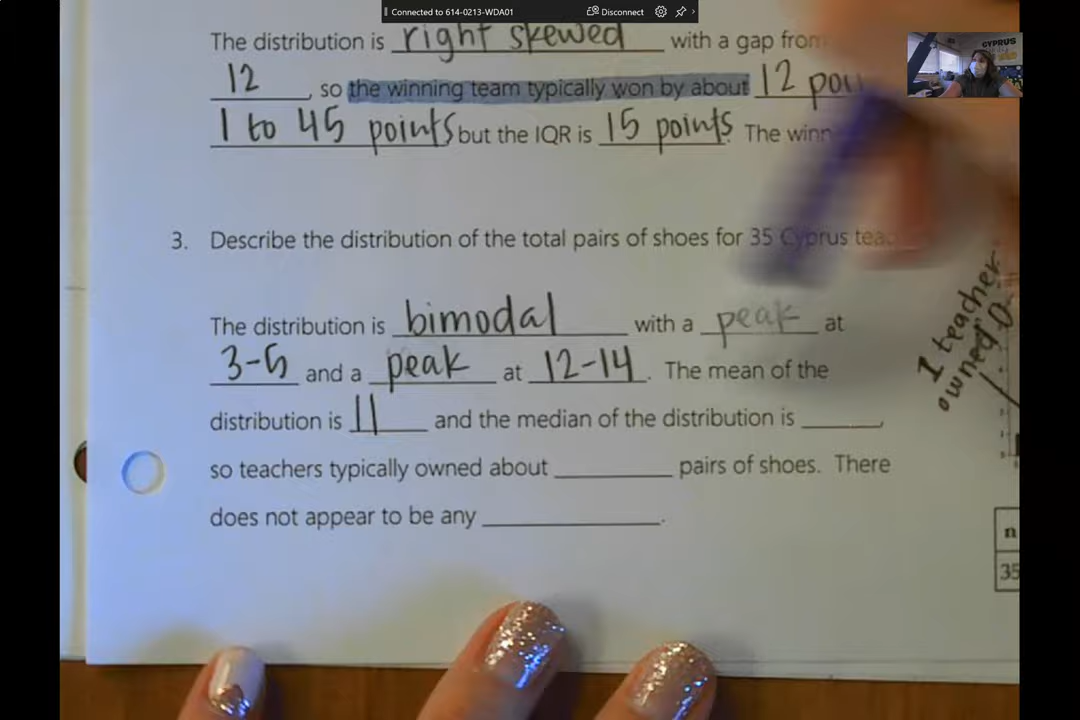 Connected to 614-0213-WDA01 Disconnect
CYPRUS
The distribution is right skewed with a gap from
12 so the winning team typically won by about 12
1 to 45 points but the IQR is 15 points. The
3. Describe the distribution of the total pairs of shoes for 35 Cyprus
1 teacher
owned 0
The distribution is bimodal with a peak at
3-5 and a peak at 12-14. The mean of the
distribution is 11 and the median of the distribution is ______,
so teachers typically owned about ______ pairs of shoes. There
does not appear to be any ______.
n
35